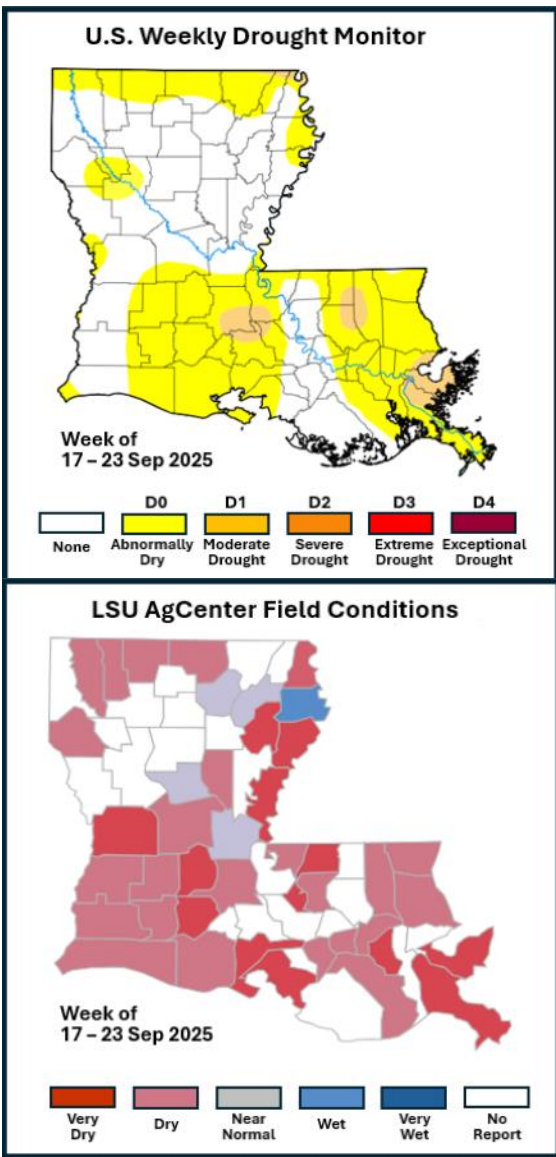 U.S. Weekly Drought Monitor
Week of
17 – 23 Sep 2025
D0 D1 D2 D3 D4
None Abnormally Dry Moderate Drought Severe Drought Extreme Drought Exceptional Drought
LSU AgCenter Field Conditions
Week of
17 – 23 Sep 2025
Very Dry Dry Near Normal Wet Very Wet No Report